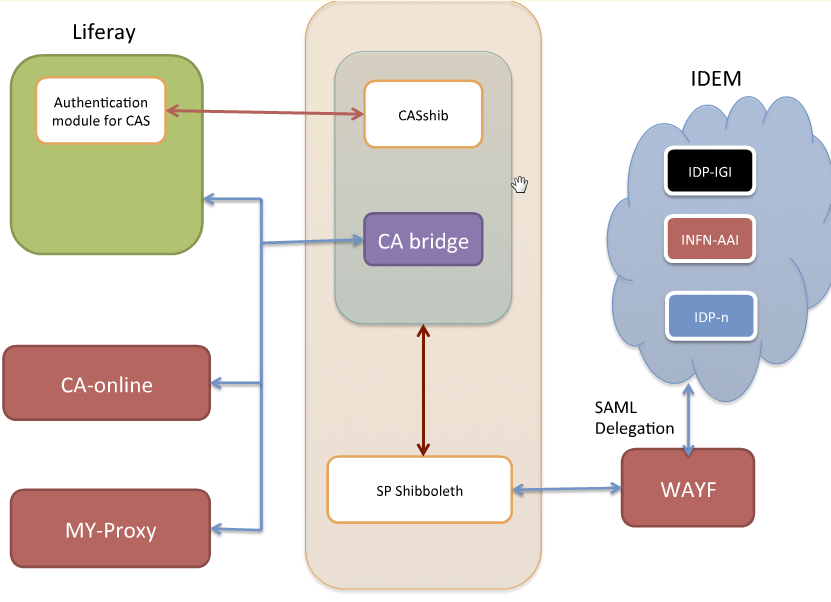 Liferay
Authentication
module for CAS
CASshib
CA bridge
IDEM
IDP-IGI
INFN-AAI
IDP-n
CA-online
MY-Proxy
SP Shibboleth
SAML
Delegation
WAYF